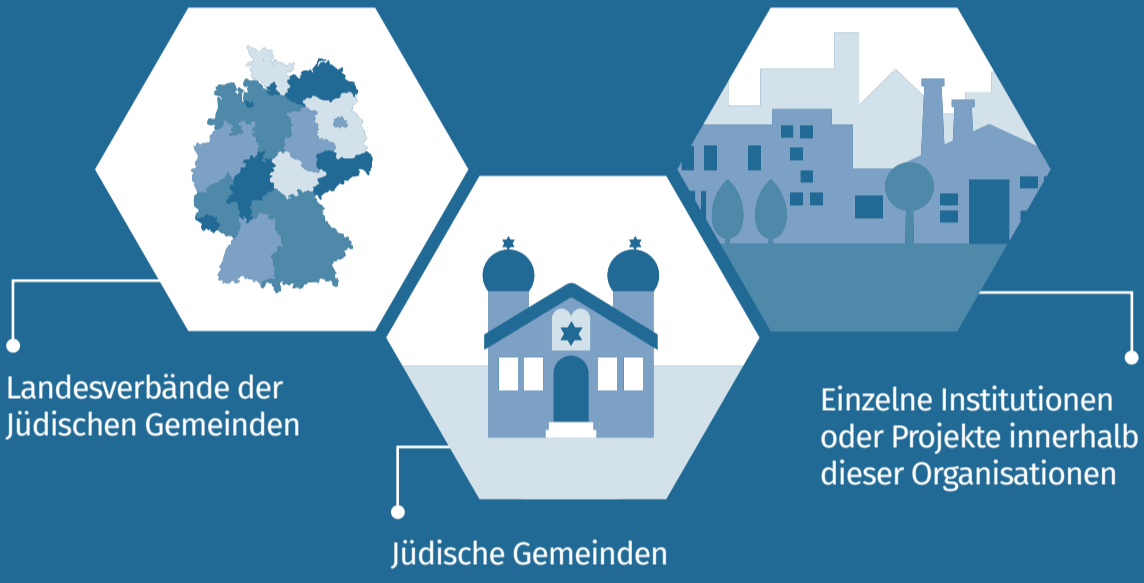 Landesverbände der
Jüdischen Gemeinden
Jüdische Gemeinden
Einzelne Institutionen
oder Projekte innerhalb
dieser Organisationen